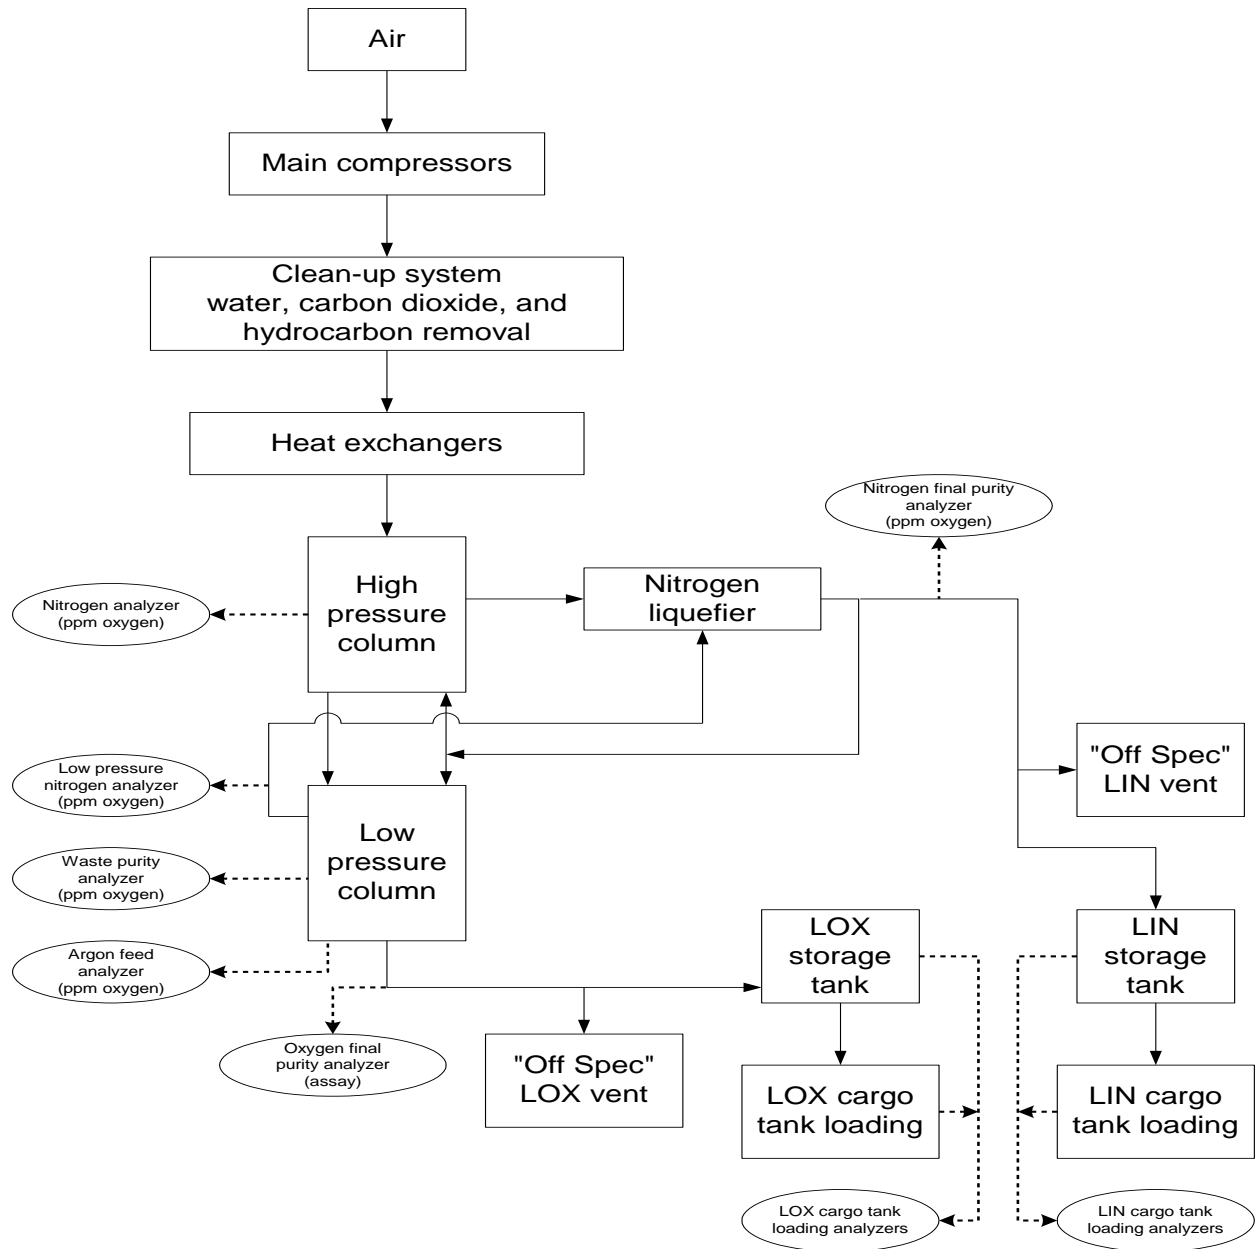 Air
Main compressors
Clean-up system
water, carbon dioxide, and
hydrocarbon removal
Heat exchangers
Nitrogen final purity
analyzer
(ppm oxygen)
High
pressure
column
Nitrogen
liquefier
Nitrogen analyzer
(ppm oxygen)
Low pressure
nitrogen analyzer
(ppm oxygen)
"Off Spec"
LIN vent
Low
pressure
column
Waste purity
analyzer
(ppm oxygen)
Argon feed
analyzer
(ppm oxygen)
LOX
storage
tank
LIN
storage
tank
Oxygen final
purity analyzer
(assay)
"Off Spec"
LOX vent
LOX cargo
tank loading
LIN cargo
tank loading
LOX cargo tank
loading analyzers
LIN cargo tank
loading analyzers